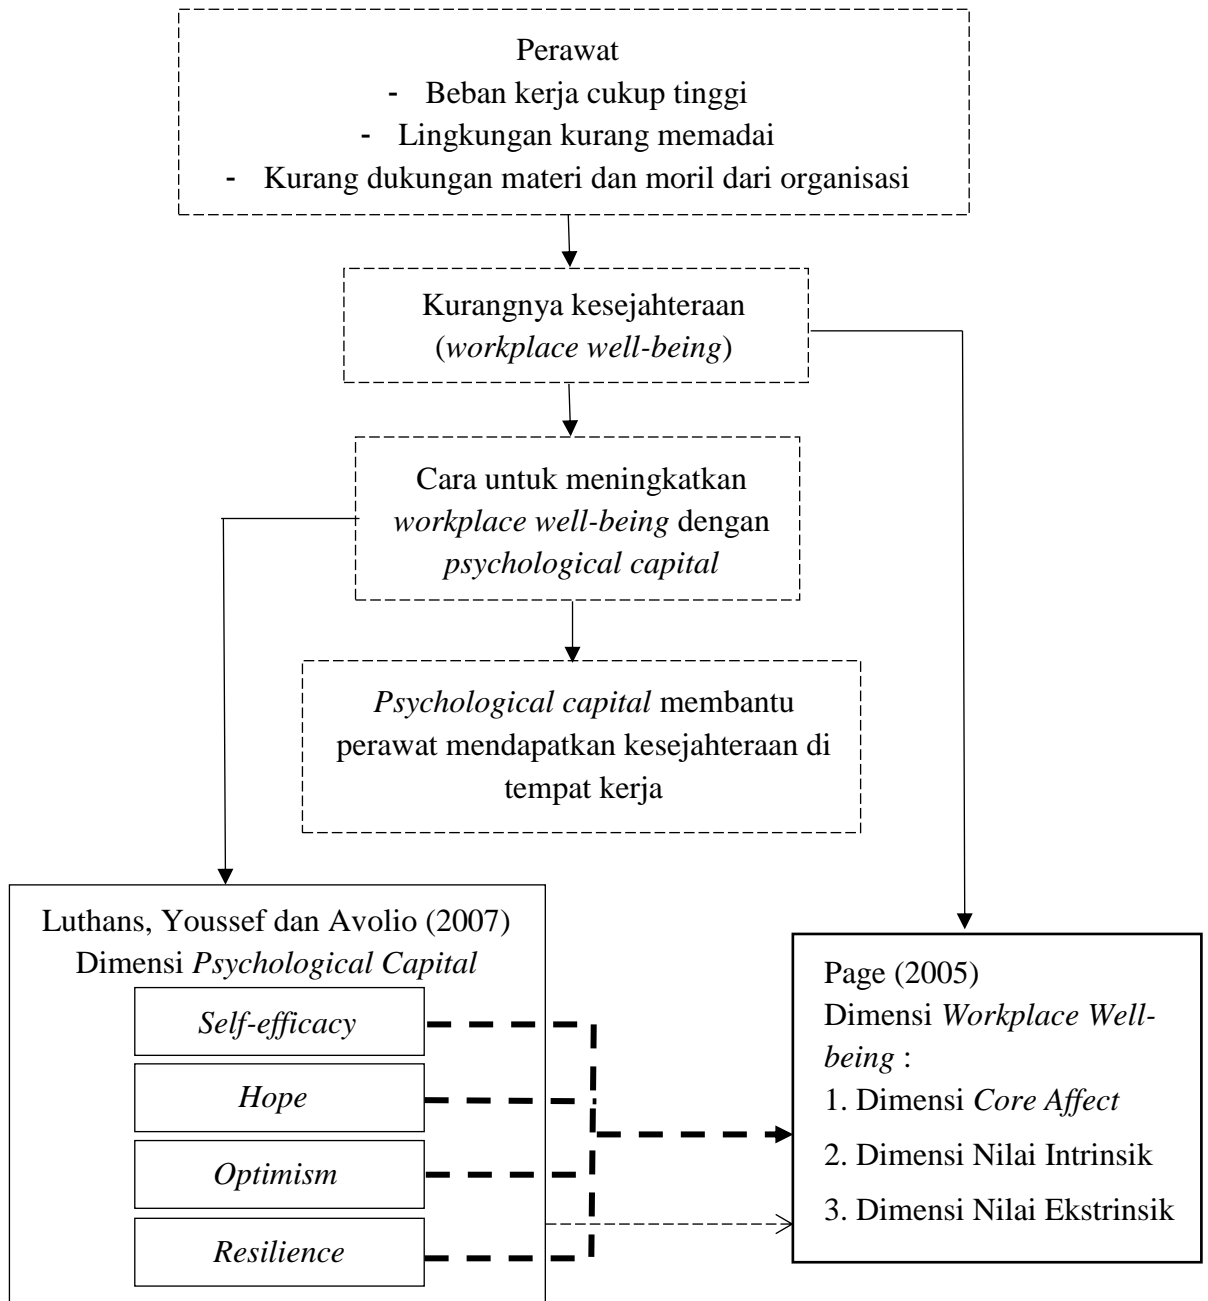 Perawat
- Beban kerja cukup tinggi
- Lingkungan kurang memadai
- Kurang dukungan materi dan moril dari organisasi
Kurangnya kesejahteraan
(workplace well-being)
Cara untuk meningkatkan
workplace well-being dengan
psychological capital
Psychological capital membantu
perawat mendapatkan kesejahteraan di
tempat kerja
Luthans, Youssef dan Avolio (2007)
Dimensi Psychological Capital
Self-efficacy
Hope
Optimism
Resilience
Page (2005)
Dimensi Workplace Well-
being :
1. Dimensi Core Affect
2. Dimensi Nilai Intrinsik
3. Dimensi Nilai Ekstrinsik